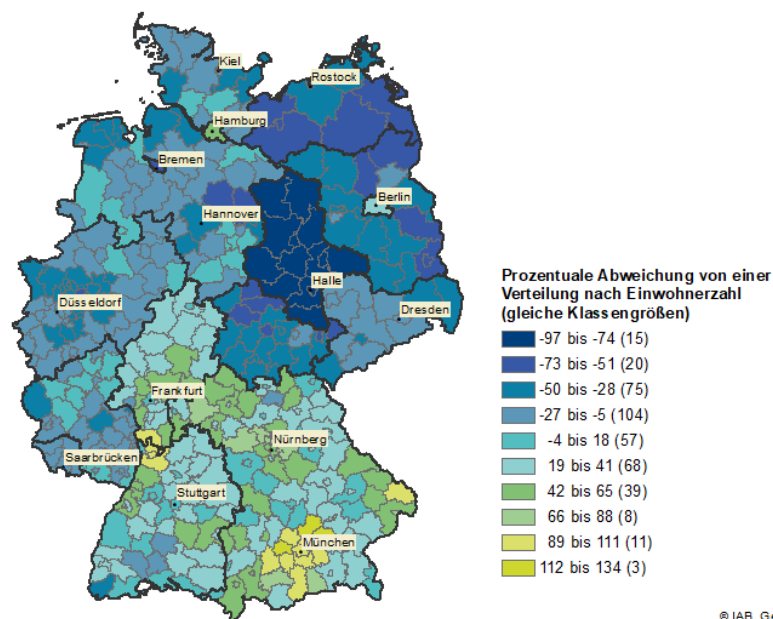 Kiel
Rostock
Hamburg
Bremen
Berlin
Hannover
Halle
Düsseldorf
Dresden
Frankfurt
Nürnberg
Saarbrücken
Stuttgart
München
Prozentuale Abweichung von einer
Verteilung nach Einwohnerzahl
(gleiche Klassengrößen)
-97 bis -74 (15)
-73 bis -51 (20)
-50 bis -28 (75)
-27 bis -5 (104)
-4 bis 18 (57)
19 bis 41 (68)
42 bis 65 (39)
66 bis 88 (8)
89 bis 111 (11)
112 bis 134 (3)
© IAB, Ge